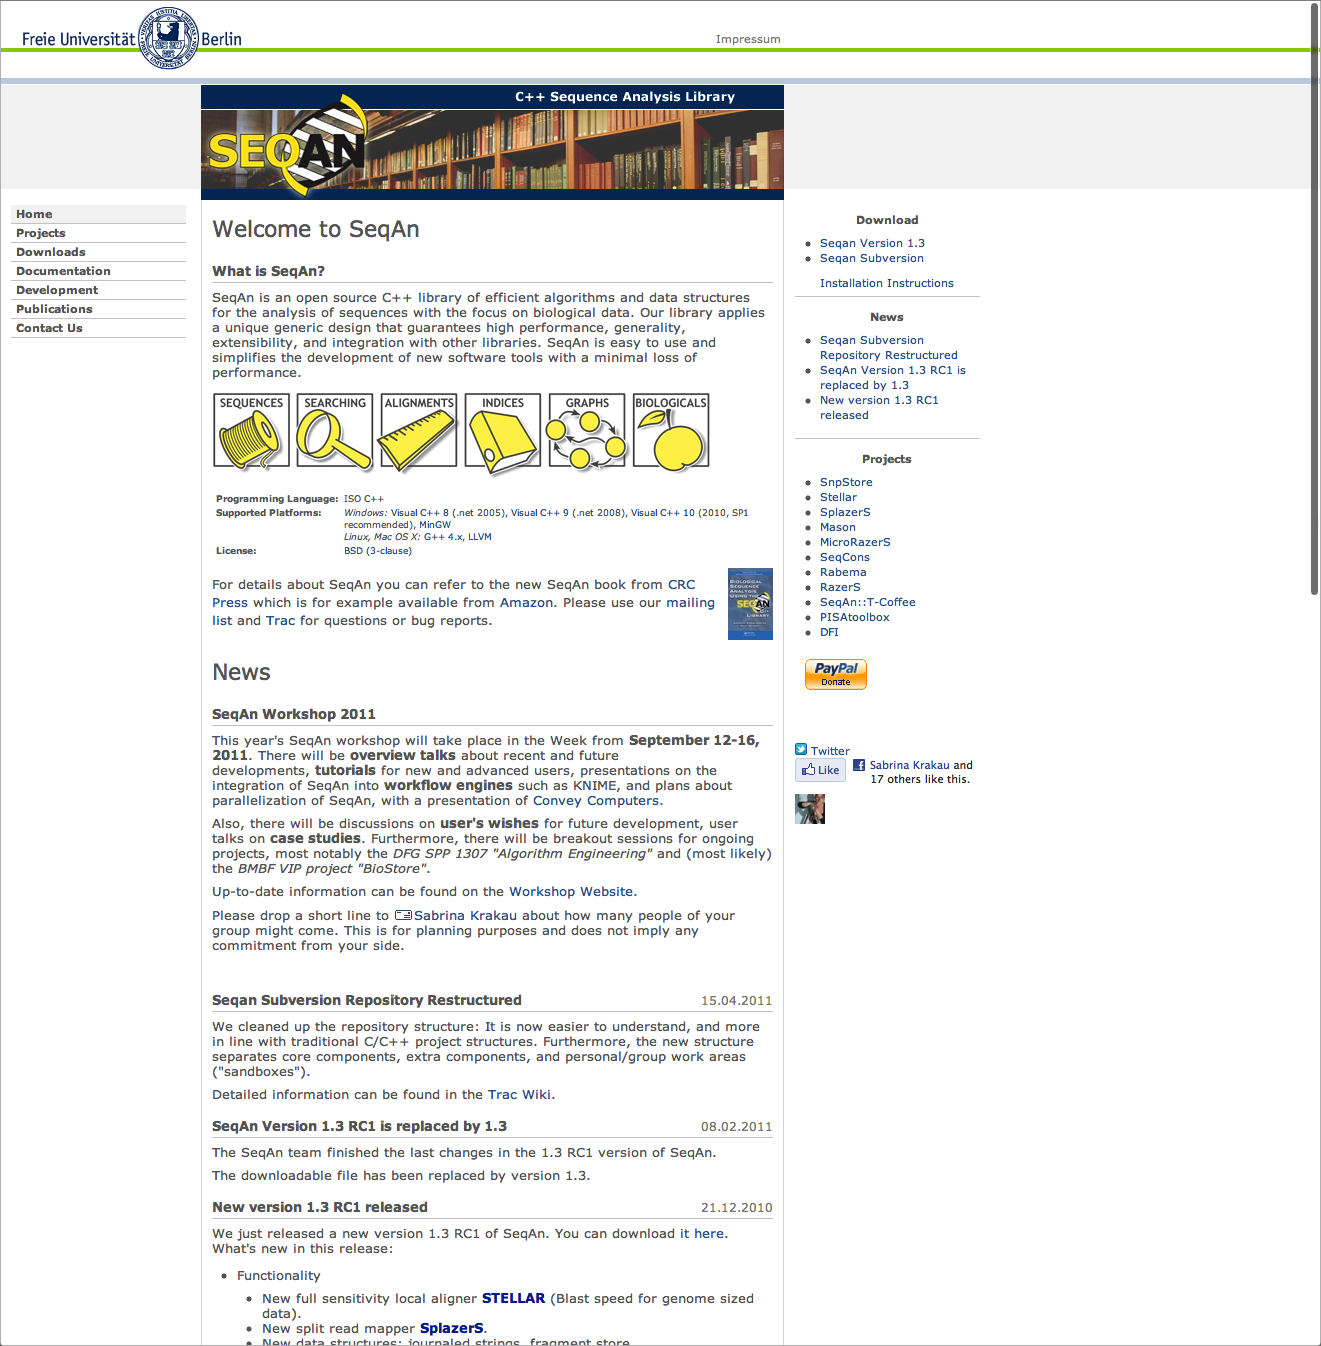 Freie Universität Berlin
Impressum
C++ Sequence Analysis Library
SEQAN
Home
Projects
Downloads
Documentation
Development
Publications
Contact Us
Welcome to SeqAn
What is SeqAn?
SeqAn is an open source C++ library of efficient algorithms and data structures
for the analysis of sequences with the focus on biological data. Our library applies
a unique generic design that guarantees high performance, generality,
extensibility, and integration with other libraries. SeqAn is easy to use and
simplifies the development of new software tools with a minimal loss of
performance.
SEQUENCES SEARCHING ALIGNMENTS INDICES GRAPHS BIOLOGICALS
Programming Language: ISO C++
Supported Platforms: Windows: Visual C++ 8 (.net 2005), Visual C++ 9 (.net 2008), Visual C++ 10 (2010, SP1
recommended), MinGW
Linux, Mac OS X: G++ 4.x, LLVM
License: BSD (3-clause)
For details about SeqAn you can refer to the new SeqAn book from CRC
Press which is for example available from Amazon. Please use our mailing
list and Trac for questions or bug reports.
BIOLOGICAL
SEQUENCE
ANALYSIS
USING THE
SEQAN
C++
LIBRARY
News
SeqAn Workshop 2011
This year's SeqAn workshop will take place in the Week from September 12-16,
2011. There will be overview talks about recent and future
developments, tutorials for new and advanced users, presentations on the
integration of SeqAn into workflow engines such as KNIME, and plans about
parallelization of SeqAn, with a presentation of Convey Computers.
Also, there will be discussions on user's wishes for future development, user
talks on case studies. Furthermore, there will be breakout sessions for ongoing
projects, most notably the DFG SPP 1307 "Algorithm Engineering" and (most likely)
the BMBF VIP project "BioStore".
Up-to-date information can be found on the Workshop Website.
Please drop a short line to Sabrina Krakau about how many people of your
group might come. This is for planning purposes and does not imply any
commitment from your side.
Seqan Subversion Repository Restructured 15.04.2011
We cleaned up the repository structure: It is now easier to understand, and more
in line with traditional C/C++ project structures. Furthermore, the new structure
separates core components, extra components, and personal/group work areas
("sandboxes").
Detailed information can be found in the Trac Wiki.
SeqAn Version 1.3 RC1 is replaced by 1.3 08.02.2011
The SeqAn team finished the last changes in the 1.3 RC1 version of SeqAn.
The downloadable file has been replaced by version 1.3.
New version 1.3 RC1 released 21.12.2010
We just released a new version 1.3 RC1 of SeqAn. You can download it here.
What's new in this release:
• Functionality
• New full sensitivity local aligner STELLAR (Blast speed for genome sized
data).
• New split read mapper SplazerS.
• New data structures: journaled strings, fragment store
Download
• Seqan Version 1.3
• Seqan Subversion
Installation Instructions
News
• Seqan Subversion
Repository Restructured
• SeqAn Version 1.3 RC1 is
replaced by 1.3
• New version 1.3 RC1
released
Projects
• SnpStore
• Stellar
• SplazerS
• Mason
• MicroRazerS
• SeqCons
• Rabema
• RazerS
• SeqAn::T-Coffee
• PISAtoolbox
• DFI
PayPal
Donate
Twitter
Like
Sabrina Krakau and
17 others like this.